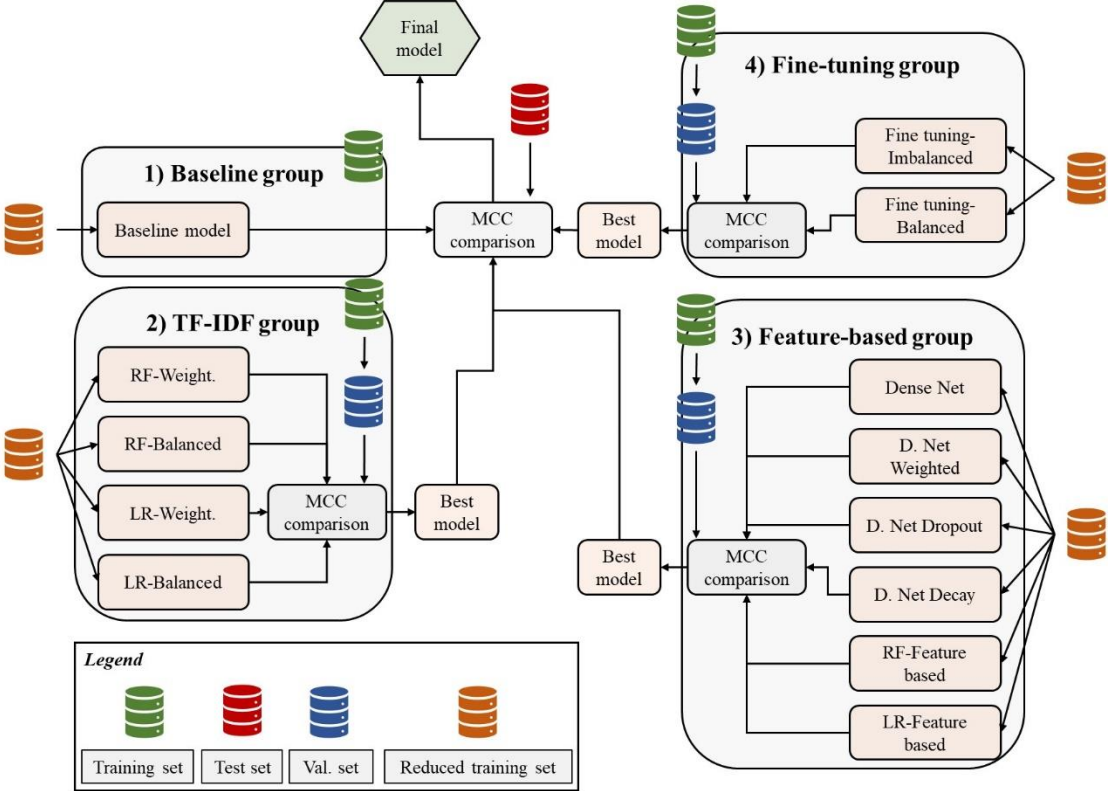 Final
model
1) Baseline group
Baseline model
MCC
comparison
Best
model
4) Fine-tuning group
Fine tuning-
Imbalanced
Fine tuning-
Balanced
MCC
comparison
2) TF-IDF group
RF-Weight.
RF-Balanced
LR-Weight.
LR-Balanced
MCC
comparison
Best
model
3) Feature-based group
Dense Net
D. Net
Weighted
D. Net Dropout
D. Net Decay
RF-Feature
based
LR-Feature
based
MCC
comparison
Best
model
Legend
Training set
Test set
Val. set
Reduced training set